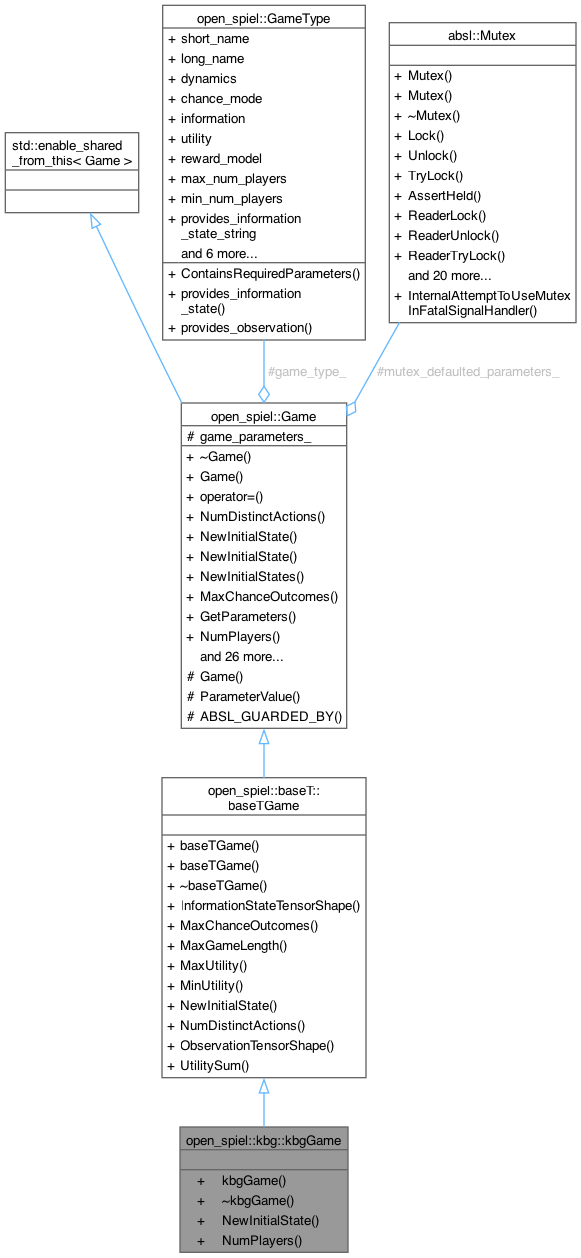 open_spiel::GameType
+ short_name
+ long_name
+ dynamics
+ chance_mode
+ information
+ utility
+ reward_model
+ max_num_players
+ min_num_players
+ provides_information
_state_string
and 6 more...
+ ContainsRequiredParameters()
+ provides_information
_state()
+ provides_observation()
absl::Mutex
+ Mutex()
+ Mutex()
+ ~Mutex()
+ Lock()
+ Unlock()
+ TryLock()
+ AssertHeld()
+ ReaderLock()
+ ReaderUnlock()
+ ReaderTryLock()
and 20 more...
+ InternalAttemptToUseMutex
InFatalSignalHandler()
std::enable_shared
_from_this< Game >
#game_type_
#mutex_defaulted_parameters_
open_spiel::Game
# game_parameters_
+ ~Game()
+ Game()
+ operator=()
+ NumDistinctActions()
+ NewInitialState()
+ NewInitialState()
+ NewInitialStates()
+ MaxChanceOutcomes()
+ GetParameters()
+ NumPlayers()
and 26 more...
# Game()
# ParameterValue()
# ABSL_GUARDED_BY()
open_spiel::baseT::
baseTGame
+ baseTGame()
+ baseTGame()
+ ~baseTGame()
+ InformationStateTensorShape()
+ MaxChanceOutcomes()
+ MaxGameLength()
+ MaxUtility()
+ MinUtility()
+ NewInitialState()
+ NumDistinctActions()
+ ObservationTensorShape()
+ UtilitySum()
open_spiel::kbg::kbgGame
+ kbgGame()
+ ~kbgGame()
+ NewInitialState()
+ NumPlayers()